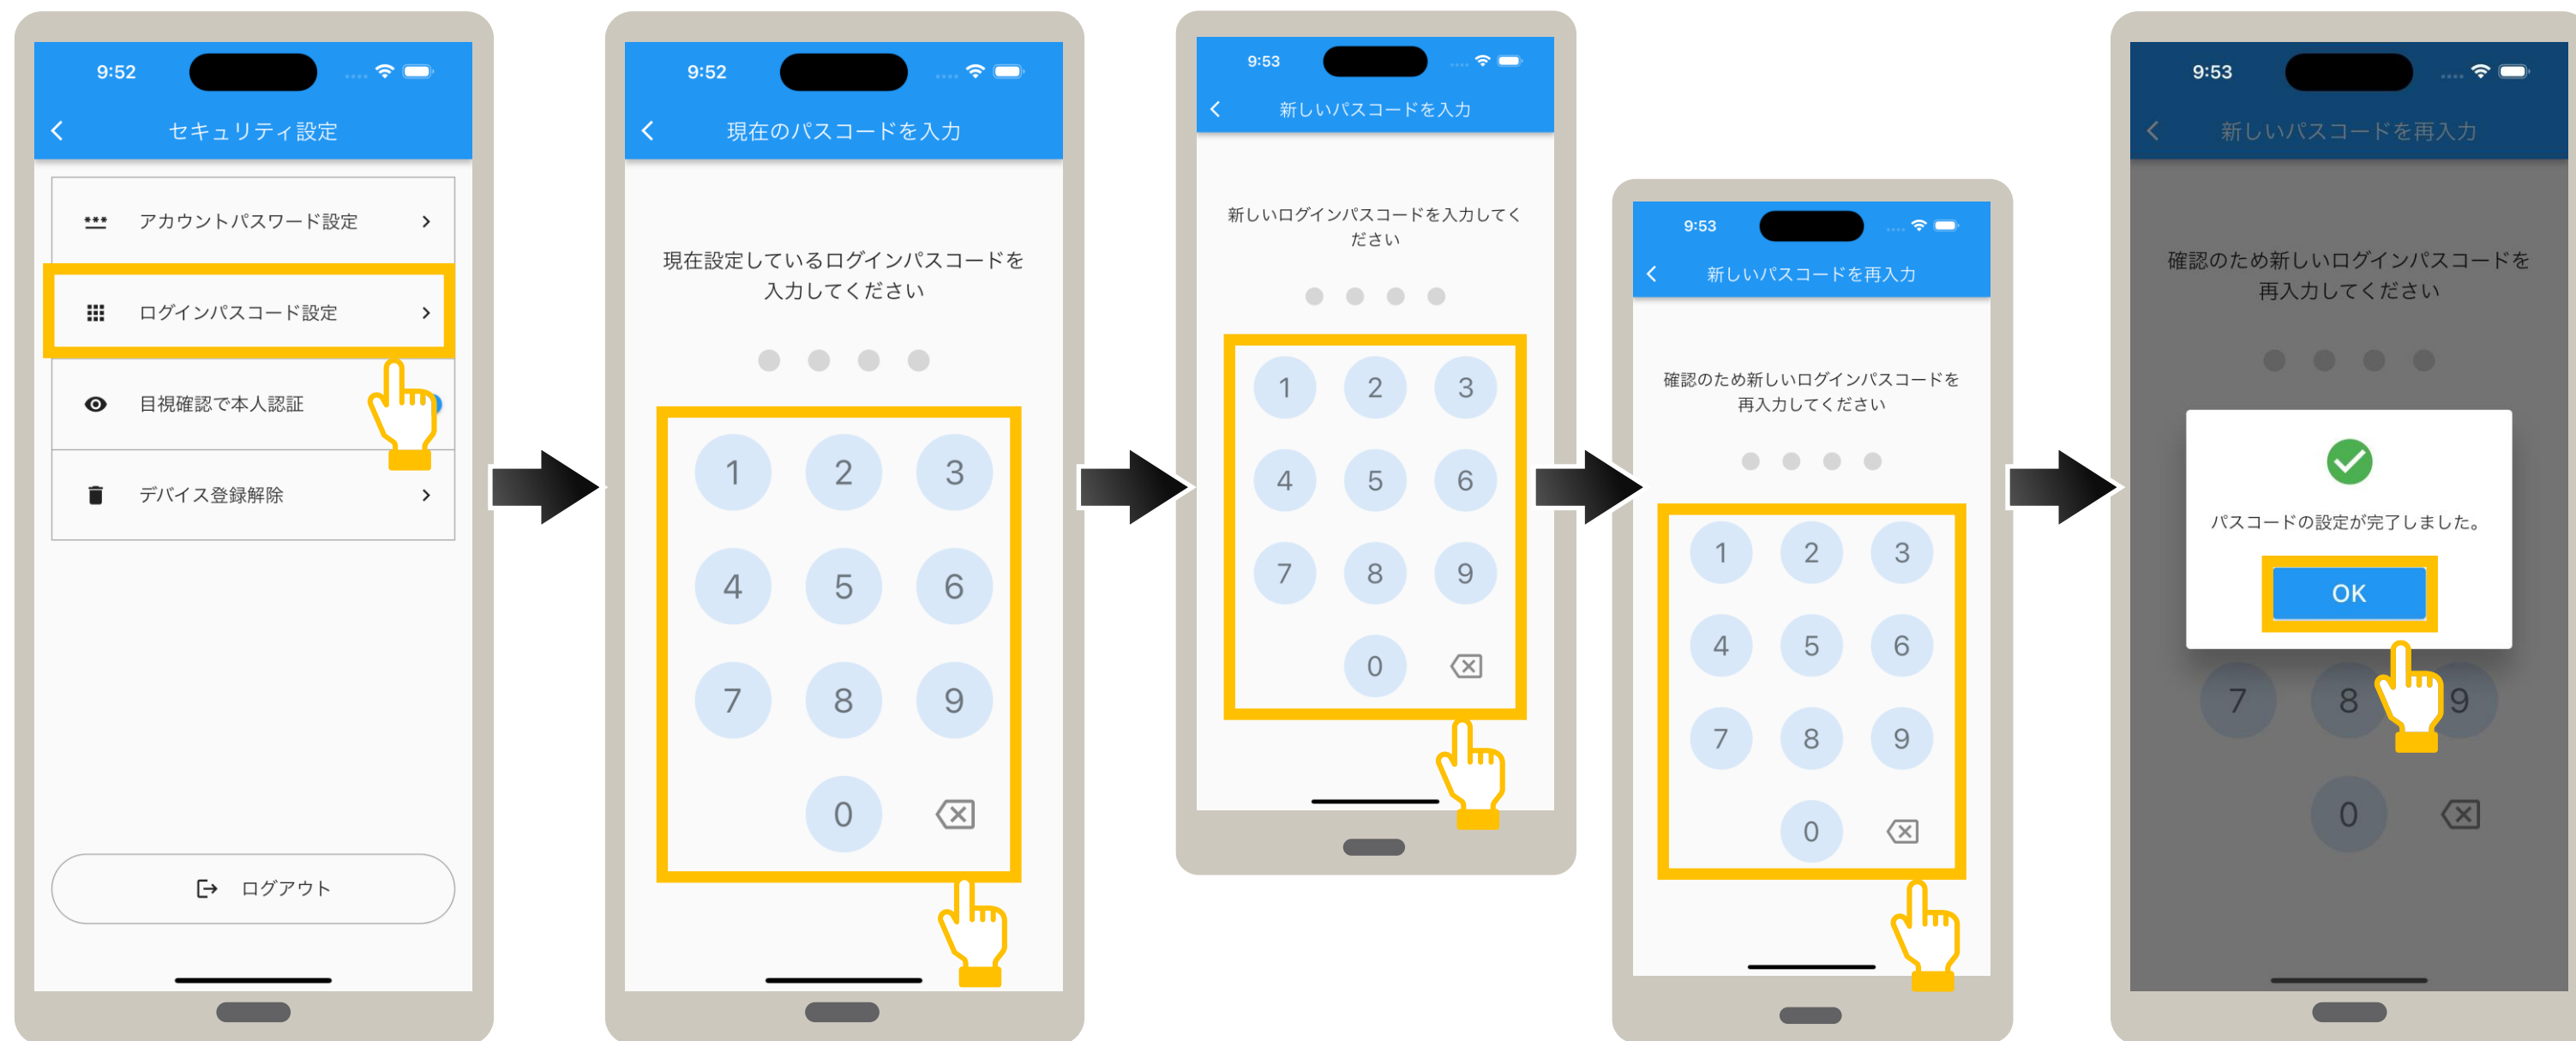 9:52
セキュリティ設定
アカウントパスワード設定
ログインパスコード設定
目視確認で本人認証
デバイス登録解除
ログアウト
9:52
現在のパスコードを入力
現在設定しているログインパスコードを
入力してください
1 2 3
4 5 6
7 8 9
0
9:53
新しいパスコードを入力
新しいログインパスコードを入力してく
ださい
1 2 3
4 5 6
7 8 9
0
9:53
新しいパスコードを再入力
確認のため新しいログインパスコードを
再入力してください
1 2 3
4 5 6
7 8 9
0
9:53
新しいパスコードを再入力
確認のため新しいログインパスコードを
再入力してください
パスコードの設定が完了しました。
OK
7 8 9
0